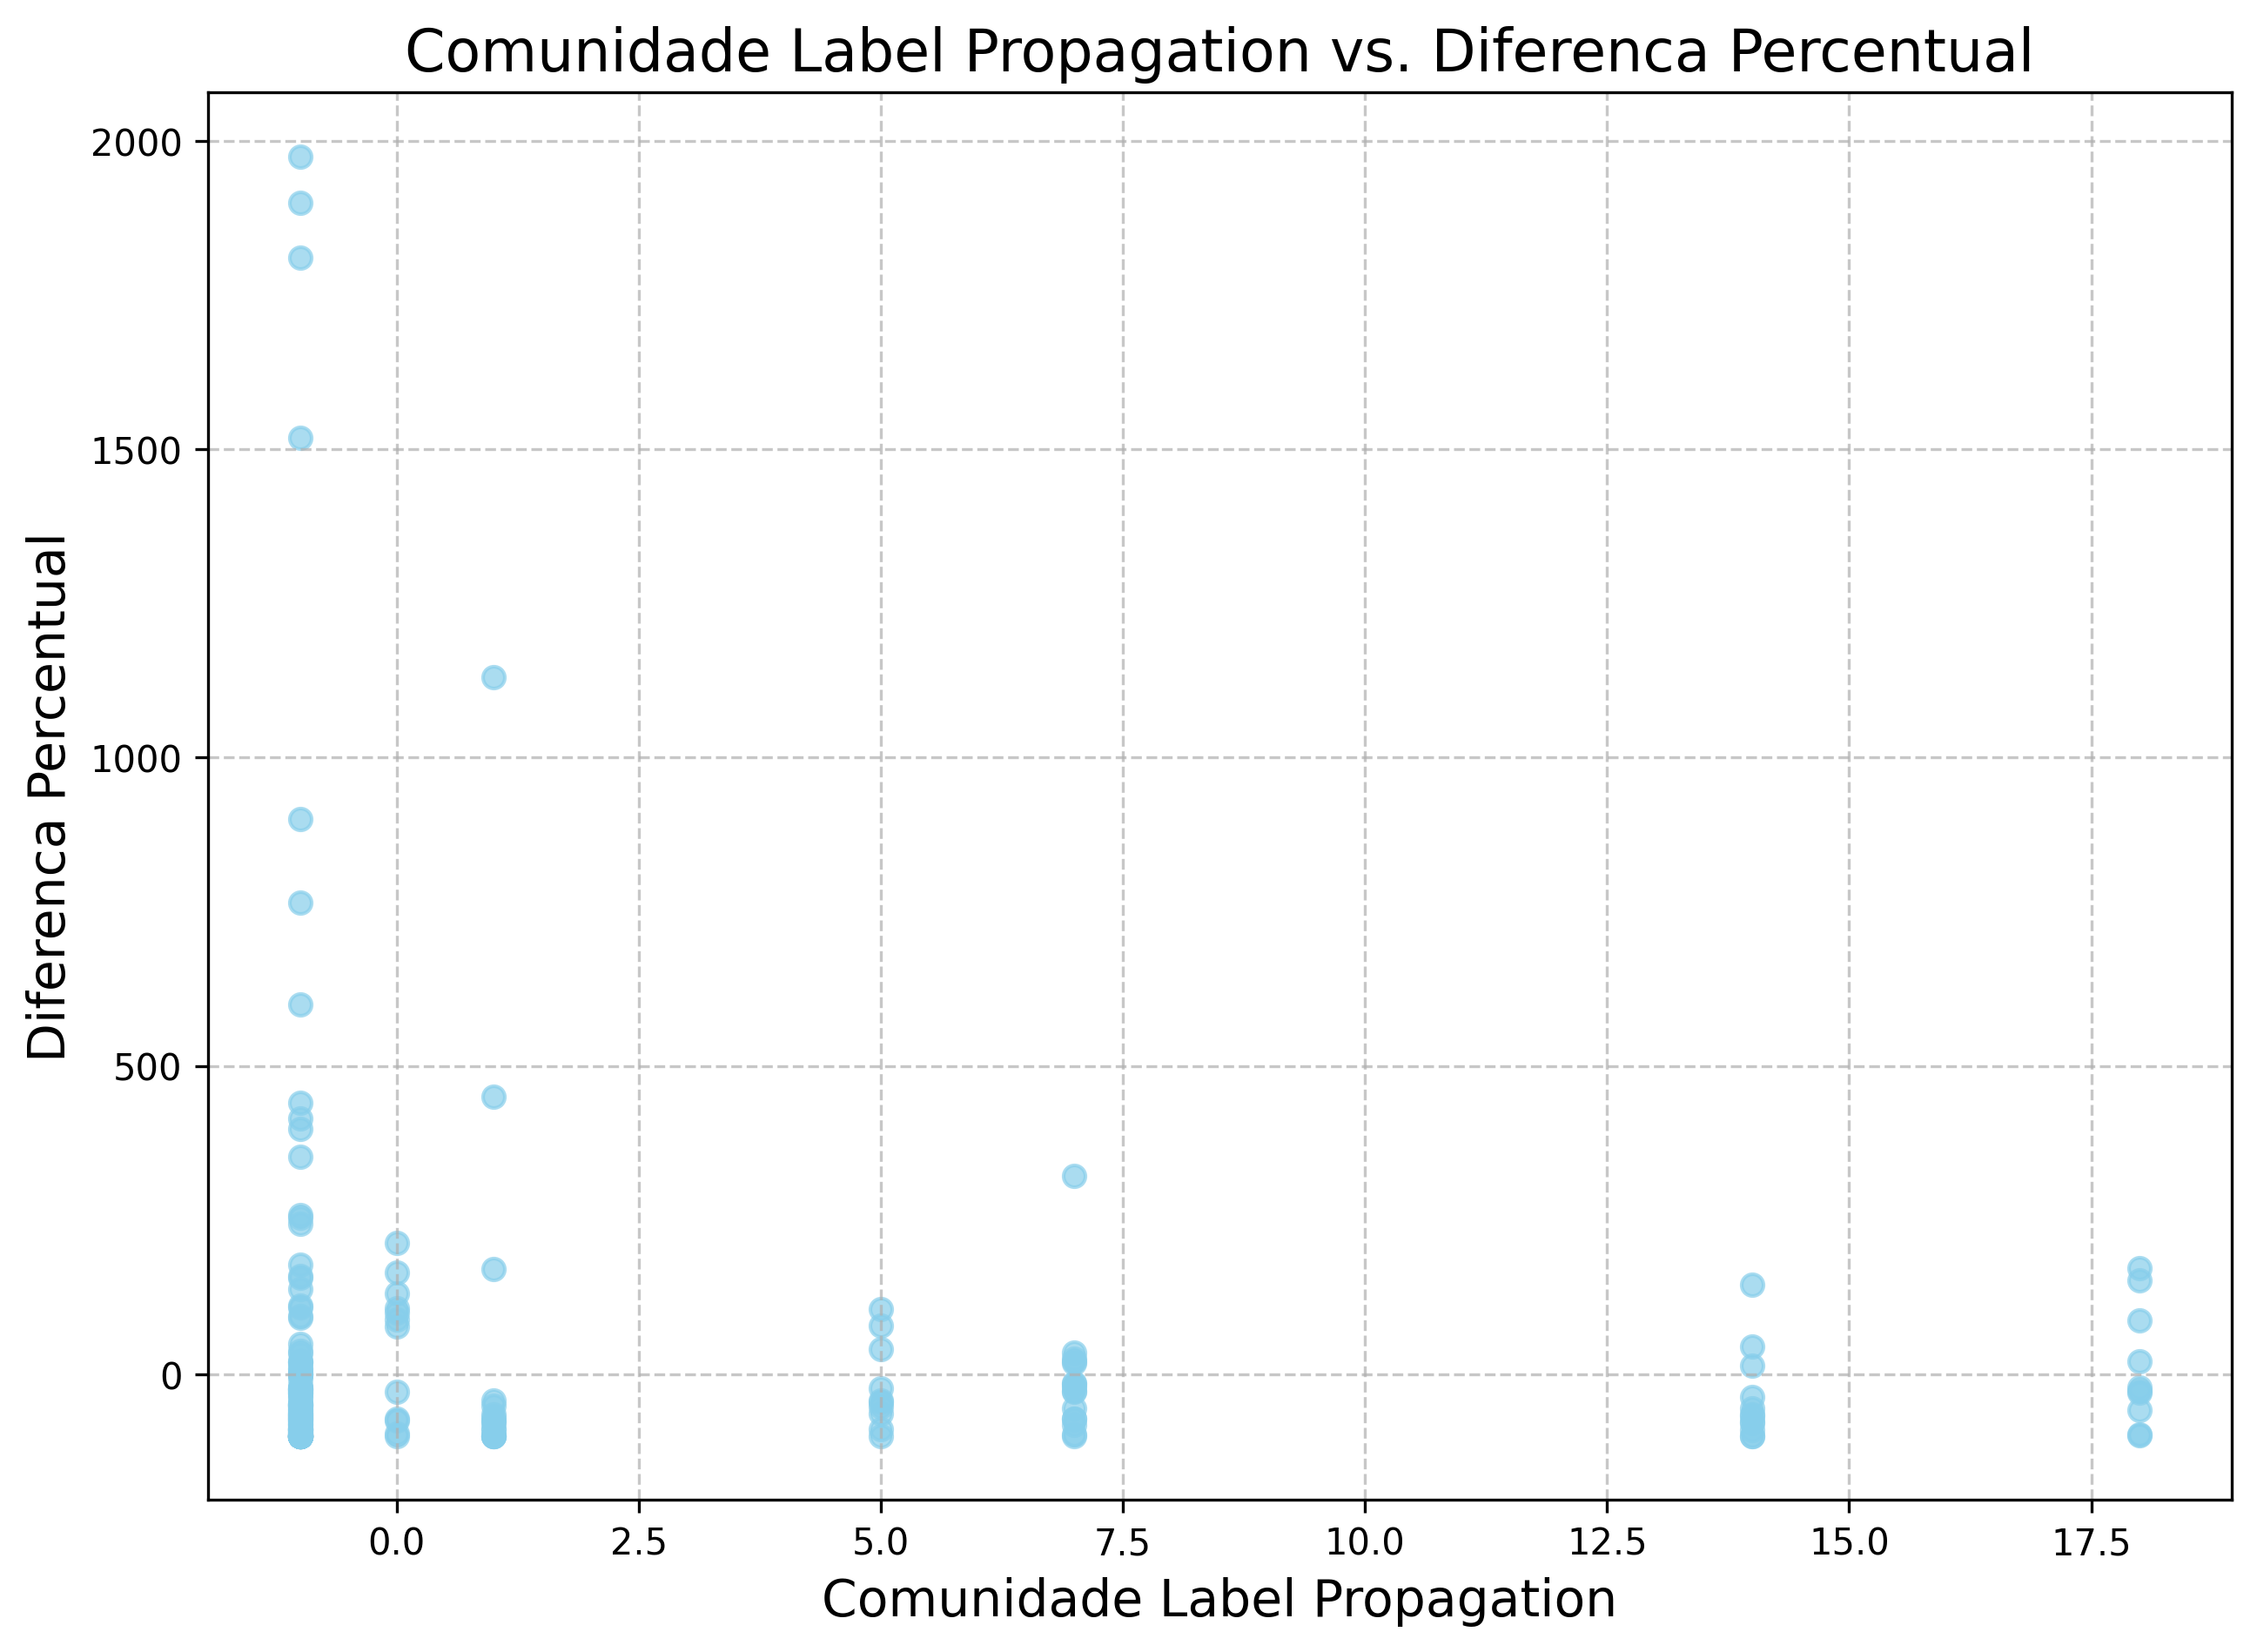 Comunidade Label Propagation vs. Diferenca Percentual
Diferenca Percentual
2000
1500
1000
500
0
0.0 2.5 5.0 7.5 10.0 12.5 15.0 17.5
Comunidade Label Propagation